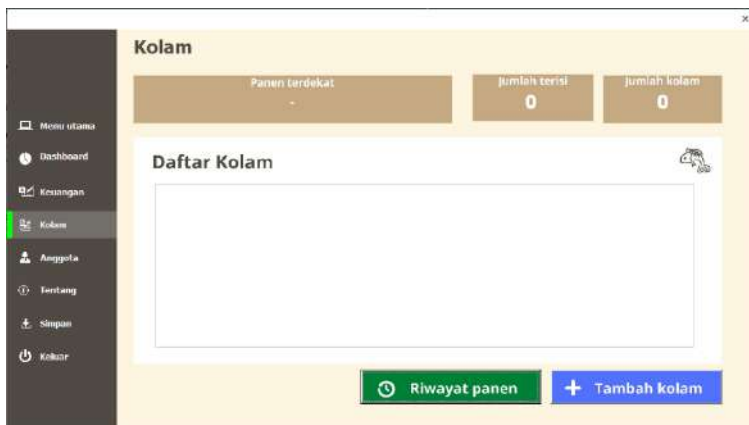 Kolam
Panen terdekat
-
Jumlah terisi
0
Jumlah kolam
0
Menu utama
Dashboard
Keuangan
Kolam
Anggota
Tentang
Simpan
Keluar
Daftar Kolam
Riwayat panen
Tambah kolam